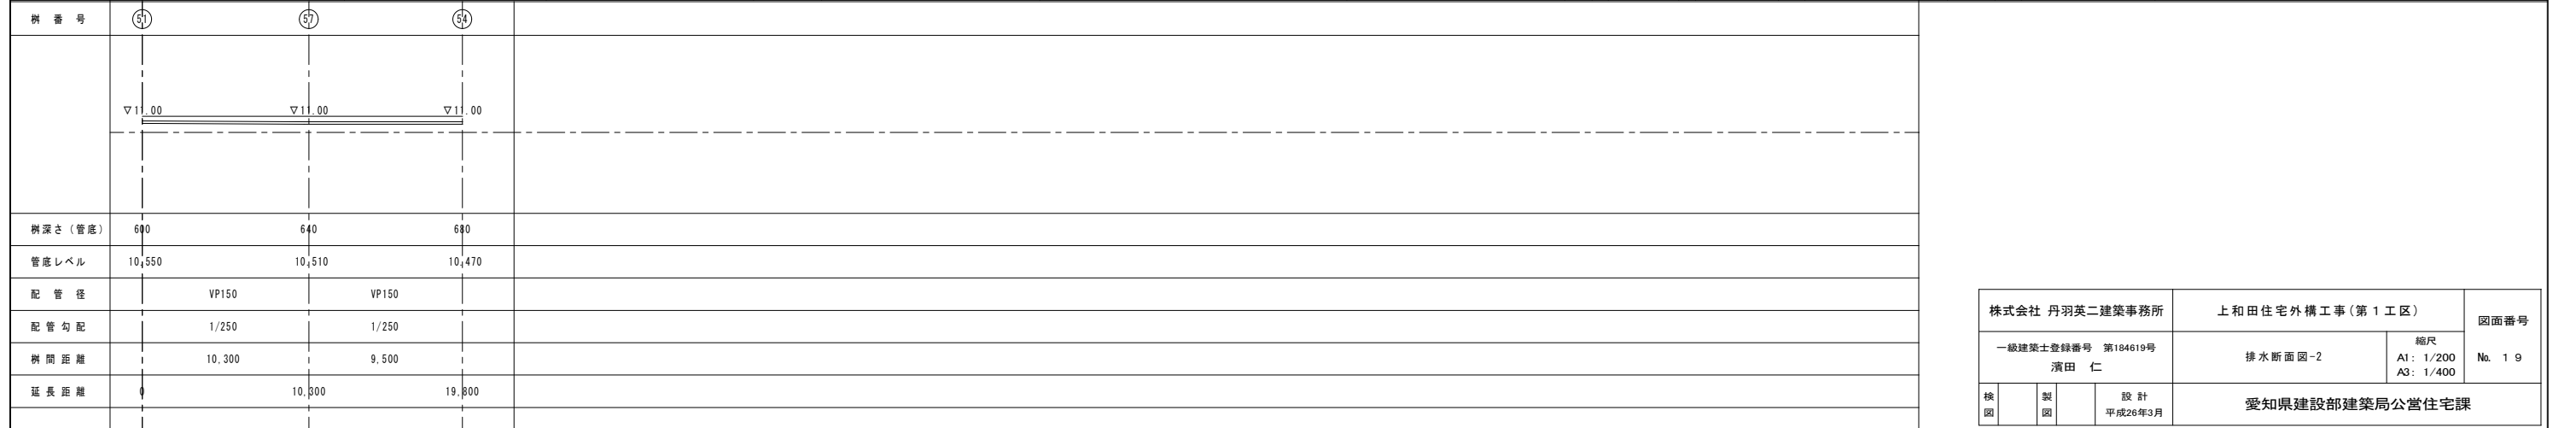 桝 番 号 51 57 54
▽11.00 ▽11.00 ▽11.00
桝深さ(管底) 600 640 680
管底レベル 10,550 10,510 10,470
配 管 径 VP150 VP150
配管勾配 1/250 1/250
桝間距離 10,300 9,500
延長距離 0 10,300 19,800
株式会社 丹羽英二建築事務所
上和田住宅外構工事(第1工区)
図面番号
一級建築士登録番号 第184619号
濱田 仁
排水断面図-2
縮尺
A1: 1/200
A3: 1/400
No. 19
検図
製図
設 計
平成26年3月
愛知県建設部建築局公営住宅課